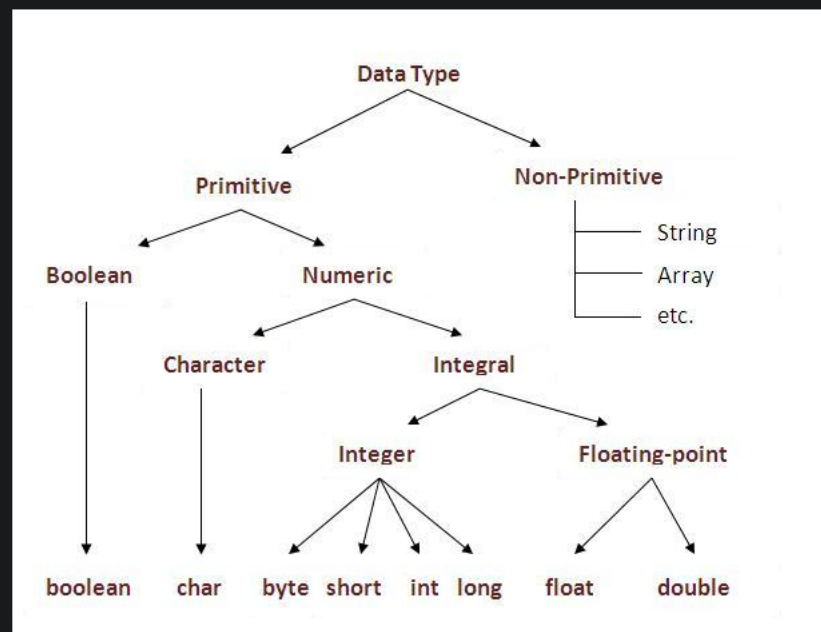 Data Type
Primitive
Non-Primitive
String
Array
etc.
Boolean
Numeric
Character
Integral
Integer
Floating-point
boolean char byte short int long float double